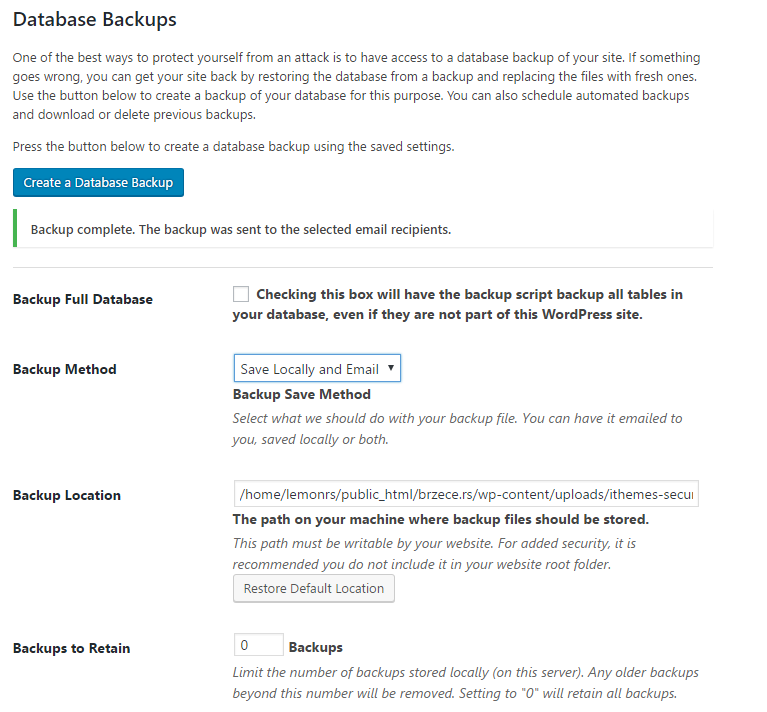 Database Backups
One of the best ways to protect yourself from an attack is to have access to a database backup of your site. If something
goes wrong, you can get your site back by restoring the database from a backup and replacing the files with fresh ones.
Use the button below to create a backup of your database for this purpose. You can also schedule automated backups
and download or delete previous backups.
Press the button below to create a database backup using the saved settings.
Create a Database Backup
Backup complete. The backup was sent to the selected email recipients.
Backup Full Database
Checking this box will have the backup script backup all tables in
your database, even if they are not part of this WordPress site.
Backup Method
Save Locally and Email
Backup Save Method
Select what we should do with your backup file. You can have it emailed to
you, saved locally or both.
Backup Location
/home/lemonrs/public_html/brzece.rs/wp-content/uploads/ithemes-secu
The path on your machine where backup files should be stored.
This path must be writable by your website. For added security, it is
recommended you do not include it in your website root folder.
Restore Default Location
Backups to Retain
0 Backups
Limit the number of backups stored locally (on this server). Any older backups
beyond this number will be removed. Setting to "0" will retain all backups.